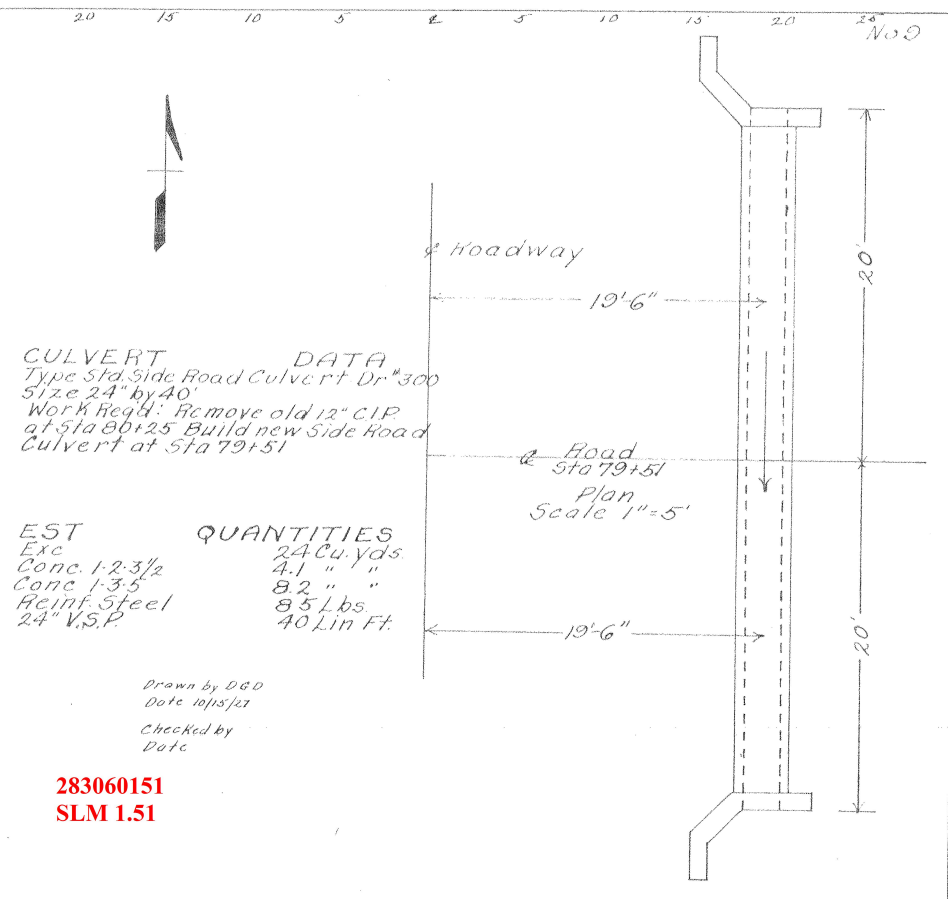 20 15 10 5 ℄ 5 10 15 20 25
No 2
℄ Roadway
19'-6"
20'
CULVERT DATA
Type Std. Side Road Culvert Dr #300
Size 24" by 40'
Work Reqd: Remove old 12" C.I.P.
at Sta 80+25 Build new Side Road
Culvert at Sta 79+51
℄ Road
Sta 79+51
Plan
Scale 1"=5'
EST QUANTITIES
Exc 24 Cu. yds.
Conc. 1-2-3½ 4.1 " "
Conc 1-3-5 8.2 " "
Reinf. Steel 85 Lbs.
24" V.S.P. 40 Lin Ft.
19'-6"
20'
Drawn by DGD
Date 10/15/27
Checked by
Date
283060151
SLM 1.51